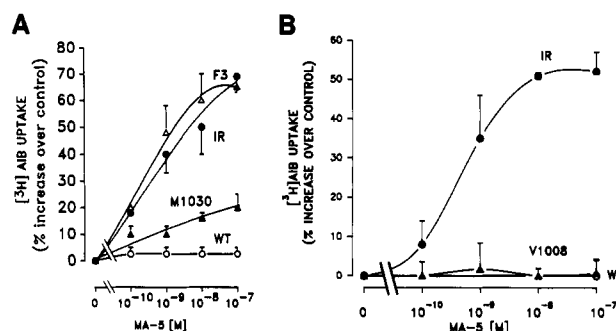 A
[3H] AIB UPTAKE
(% increase over control)
80
70
60
50
40
30
20
10
0
F3
IR
M1030
WT
0
10-10
10-9
10-8
10-7
MA-5 [M]
B
[3H]AIB UPTAKE
(% INCREASE OVER CONTROL)
60
50
40
30
20
10
0
IR
V1008
W
0
10-10
10-9
10-8
10-7
MA-5 [M]